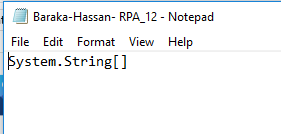 Baraka-Hassan- RPA_12 - Notepad
File Edit Format View Help
System.String[]